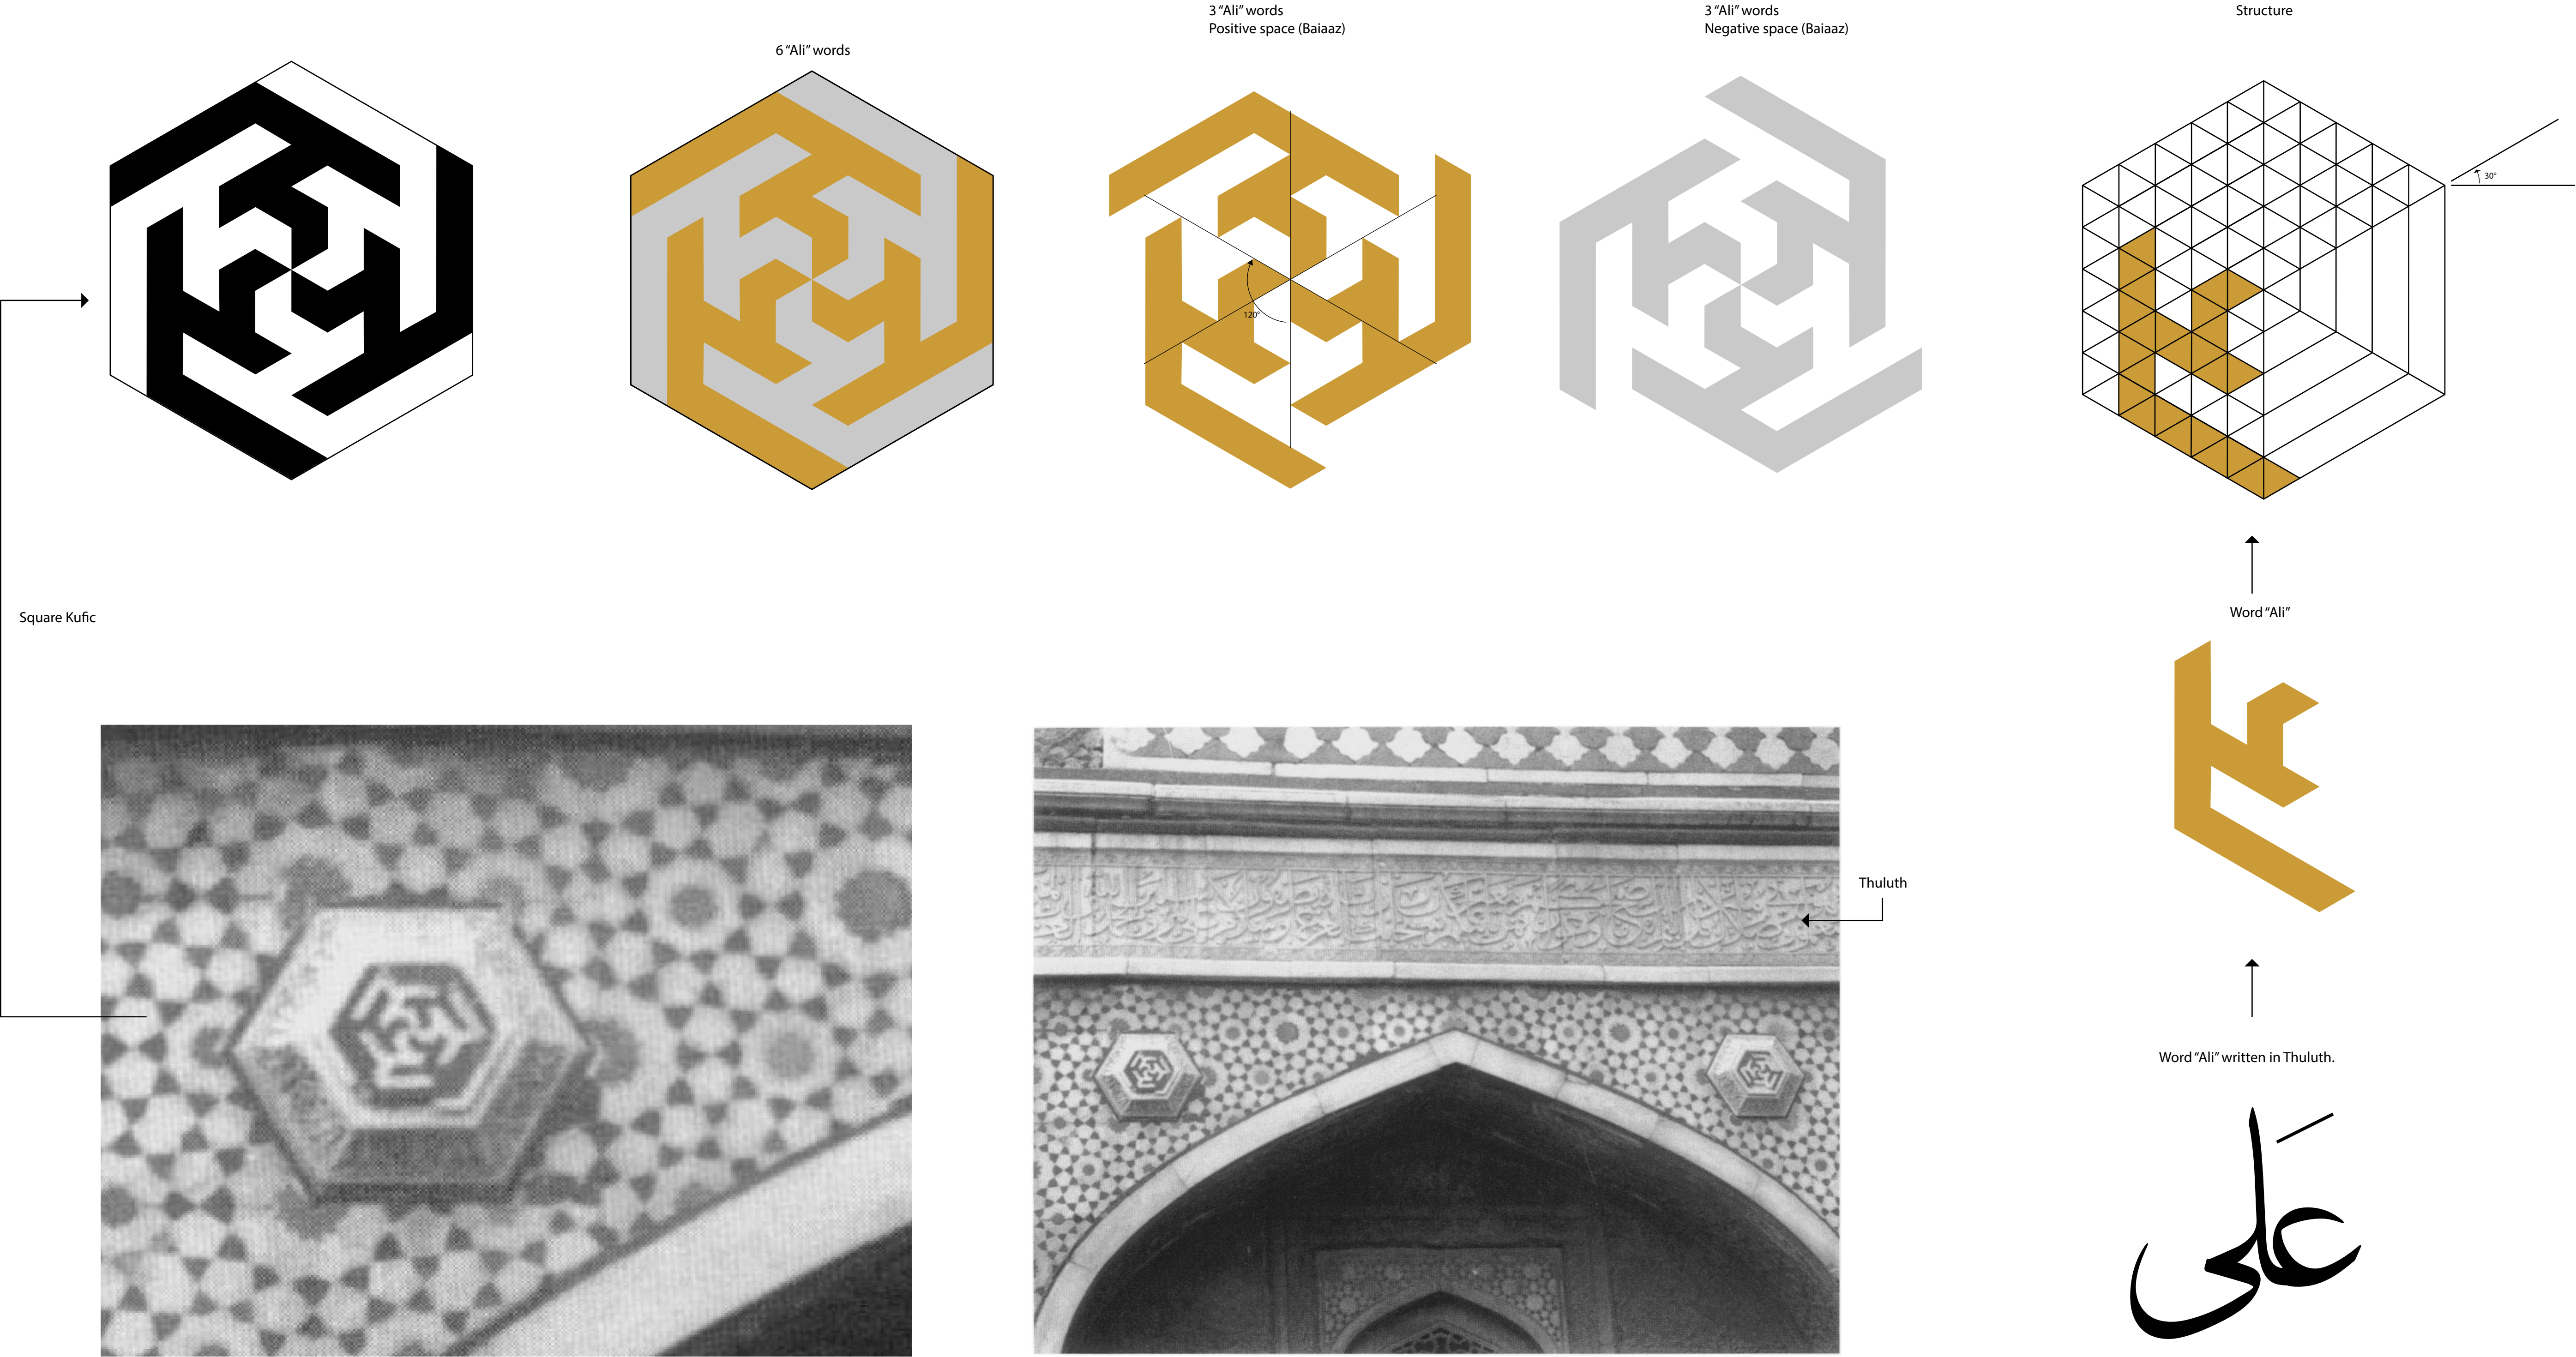 6 “Ali” words
3 “Ali” words
Positive space (Baiaaz)
3 “Ali” words
Negative space (Baiaaz)
Structure
120°
30°
Square Kufic
Word “Ali”
Thuluth
Word “Ali” written in Thuluth.
عَلى